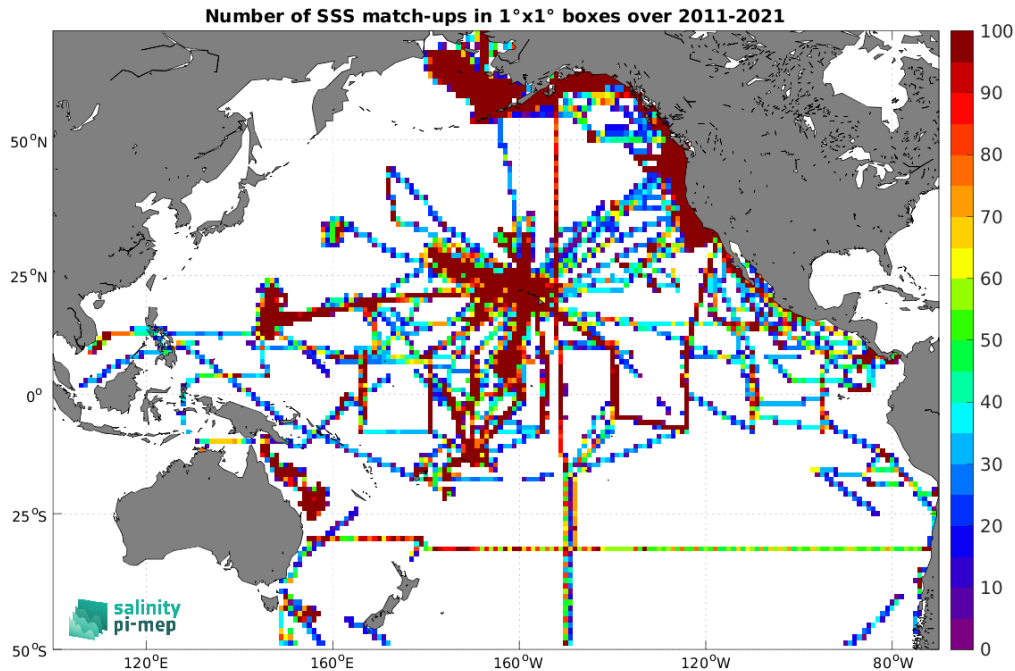 Number of SSS match-ups in 1°x1° boxes over 2011-2021
100
90
80
70
60
50
40
30
20
10
0
50°N
25°N
0°
25°S
50°S
120°E
160°E
160°W
120°W
80°W
salinity
pi-mep